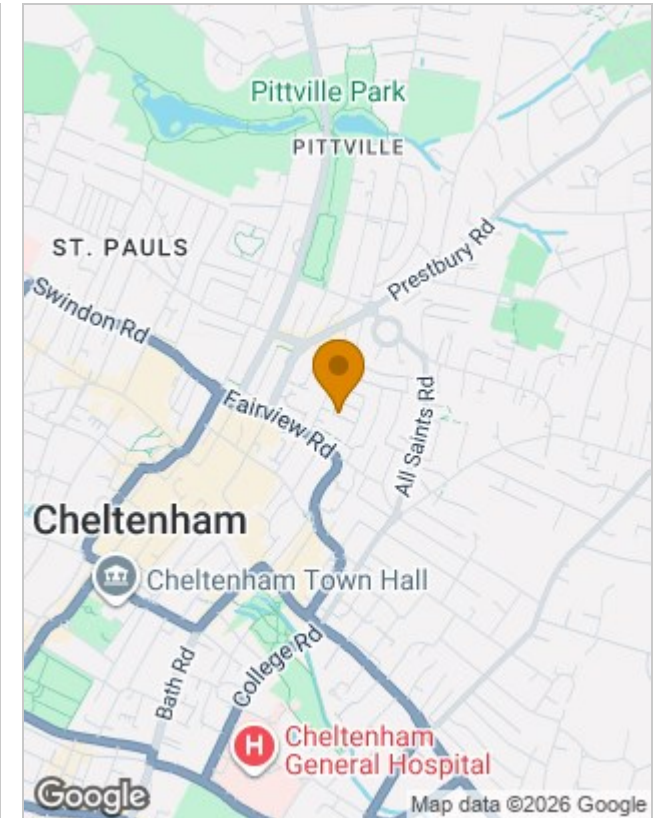 Pittville Park
PITTVILLE
ST. PAULS
Prestbury Rd
Swindon Rd
Fairview Rd
All Saints Rd
Cheltenham
Cheltenham Town Hall
Bath Rd
College Rd
H
Cheltenham
General Hospital
Google
Map data ©2026 Google